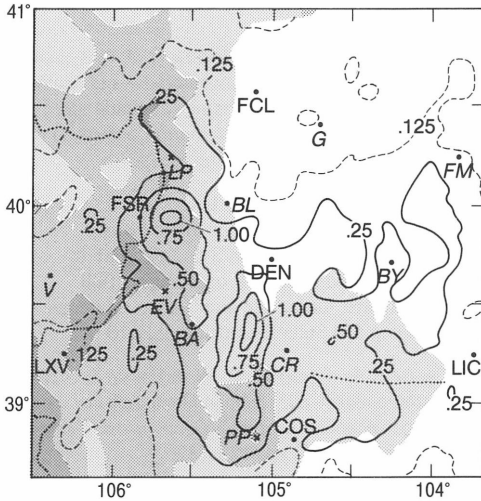 41°
.25
.125
FCL
G
.125
LP
FM
FSR
BL
40°
.25
.75
1.00
.25
DEN
V
.50
BY
EV
1.00
BA
.50
LXV
.125
.25
.75
CR
.25
LIC
.50
.25
39°
PP
COS
106°
105°
104°